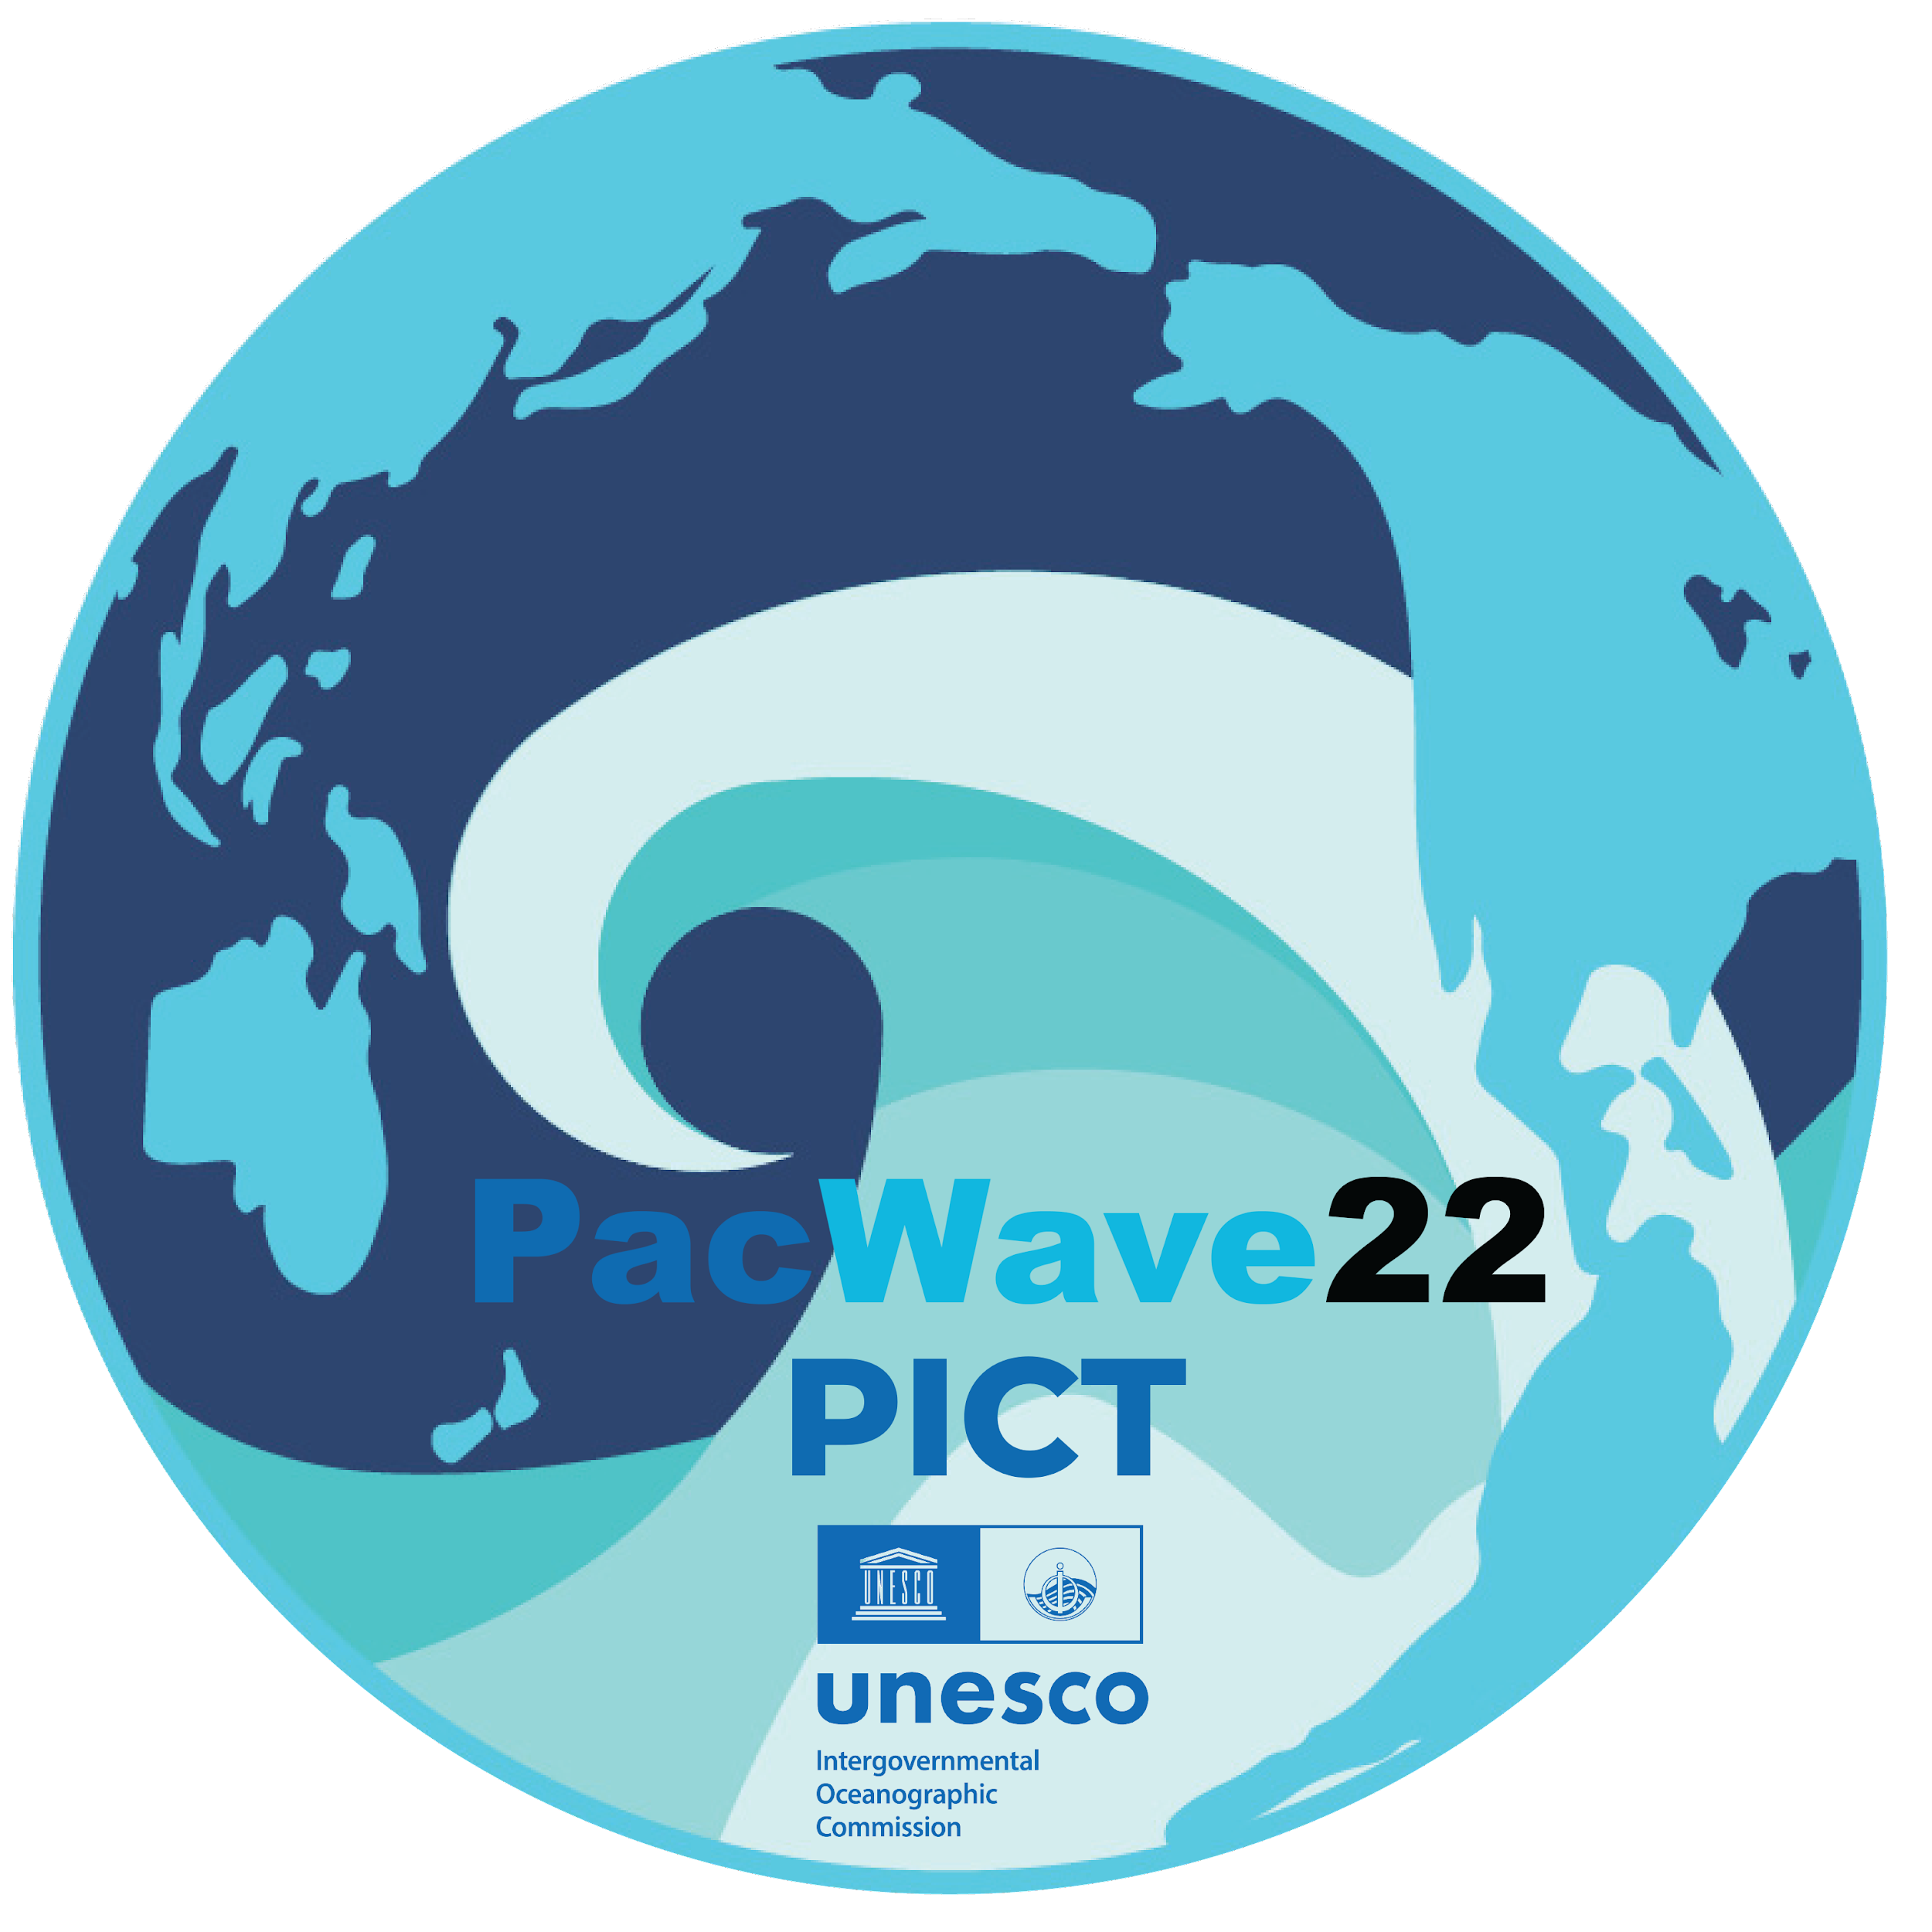 PacWave22
PICT
UNESCO
unesco
Intergovernmental
Oceanographic
Commission